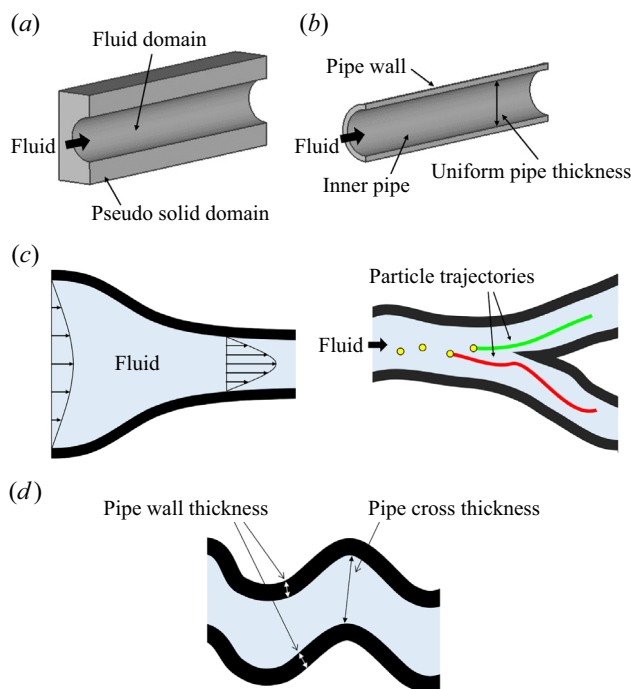 (a)
Fluid domain
Fluid
Pseudo solid domain
(b)
Pipe wall
Fluid
Inner pipe
Uniform pipe thickness
(c)
Fluid
Particle trajectories
Fluid
(d)
Pipe wall thickness
Pipe cross thickness